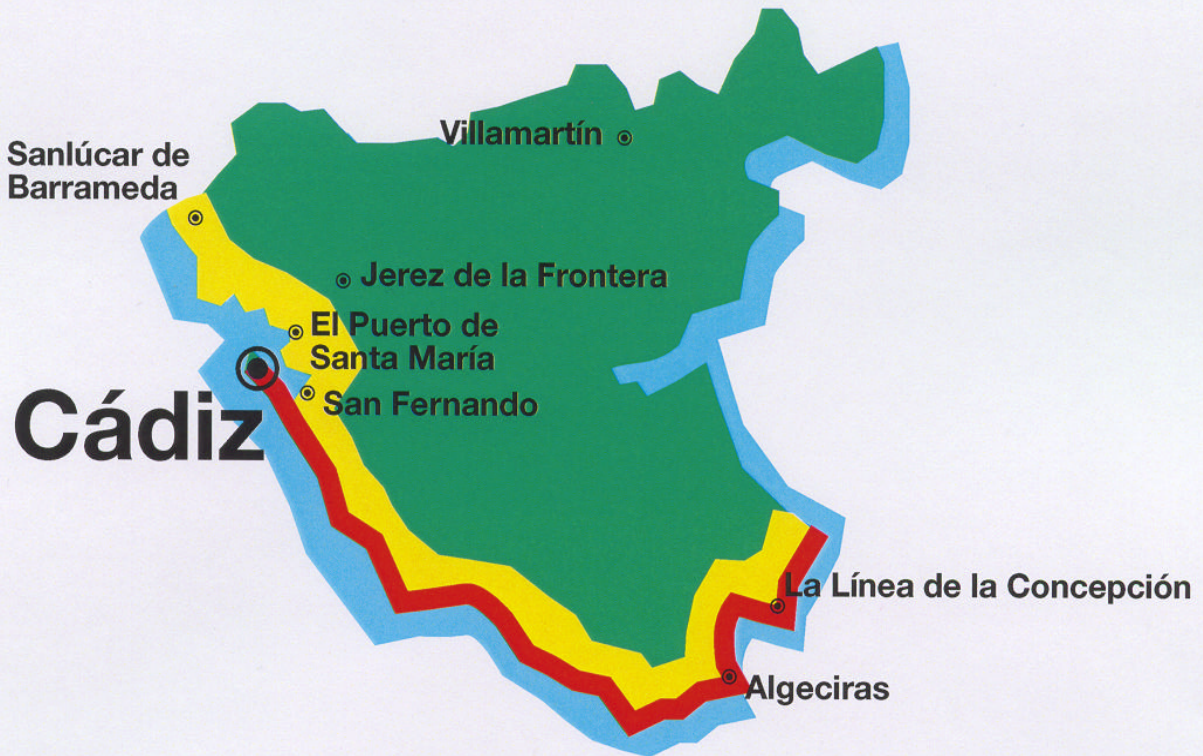 Villamartín
Sanlúcar de
Barrameda
Jerez de la Frontera
El Puerto de
Santa María
Cádiz
San Fernando
La Línea de la Concepción
Algeciras